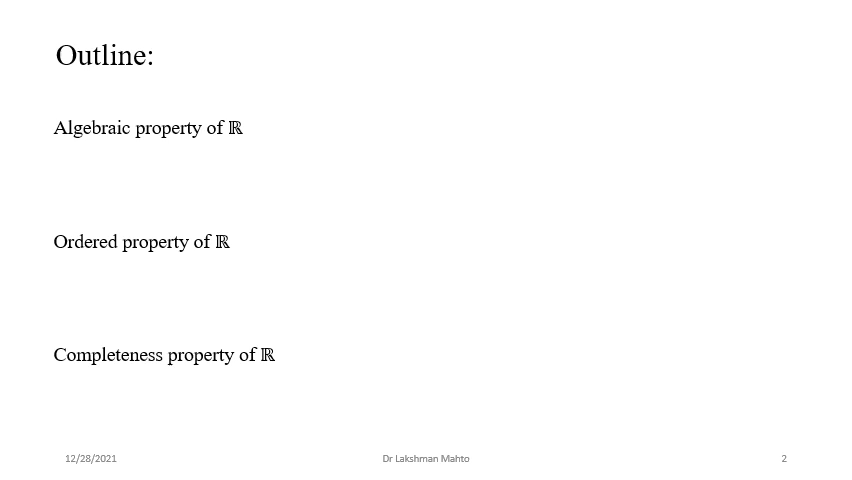 Outline:
Algebraic property of ℝ
Ordered property of ℝ
Completeness property of ℝ
12/28/2021
Dr Lakshman Mahto
2